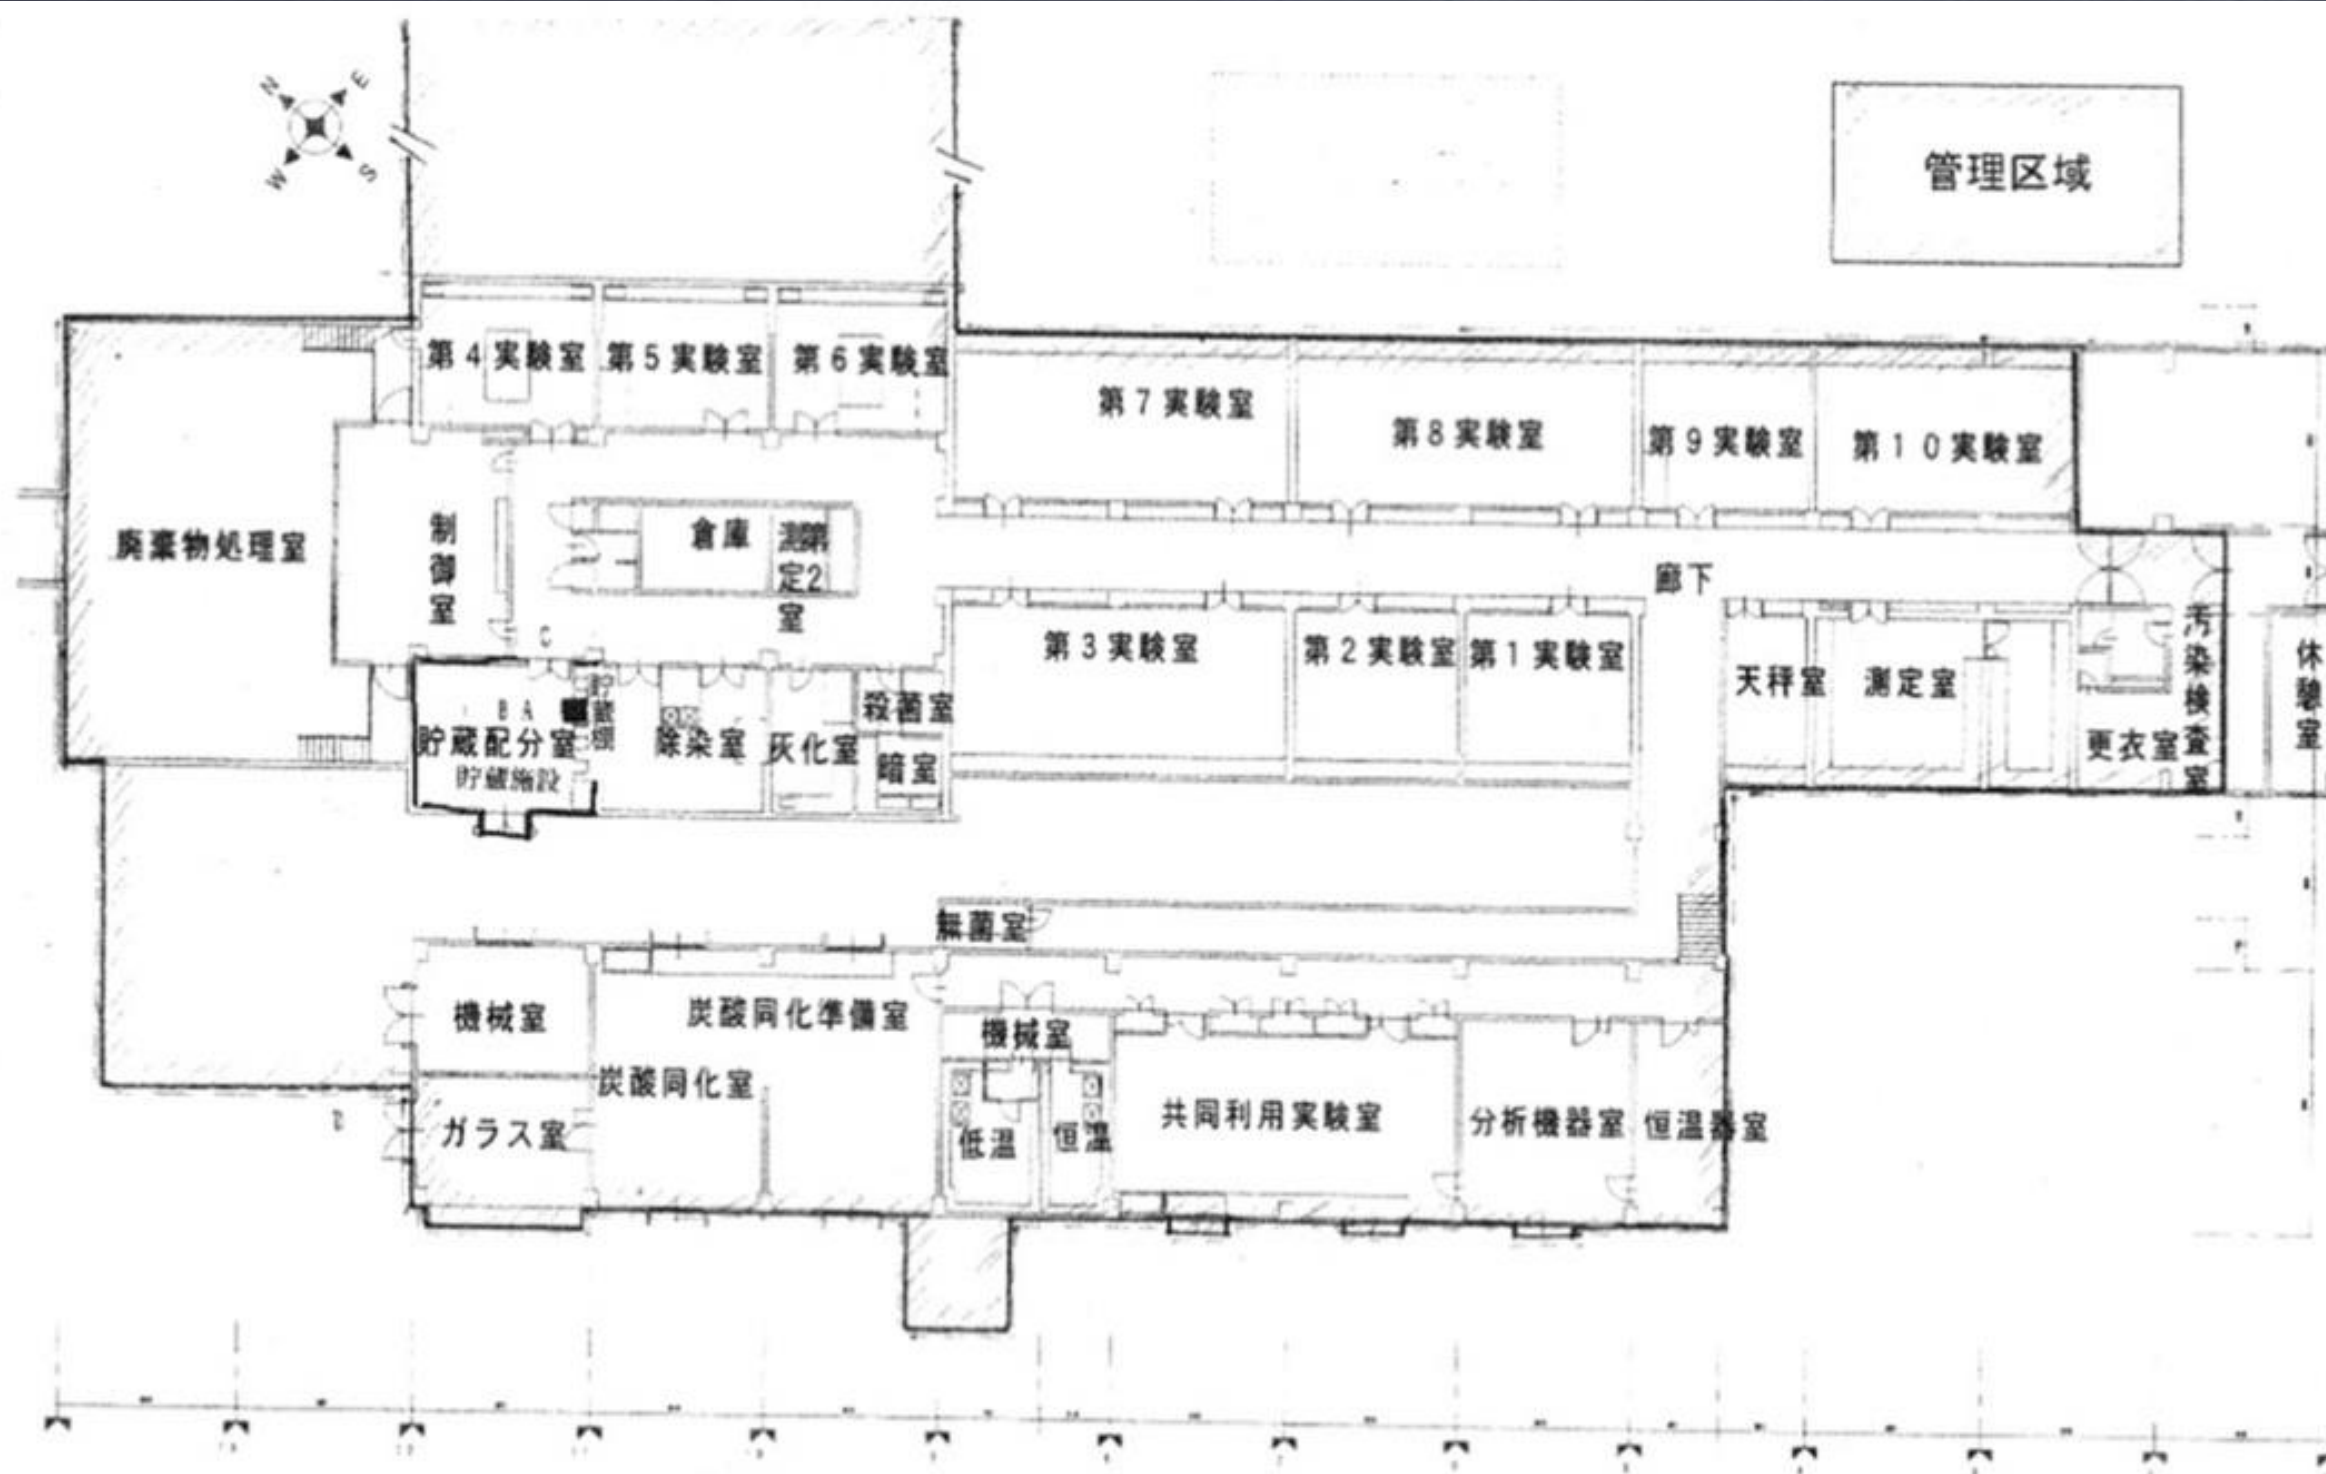 N
E
W
S
管理区域
第4実験室
第5実験室
第6実験室
第7実験室
第8実験室
第9実験室
第10実験室
廃棄物処理室
制御室
倉庫
第2測定室
廊下
C
第3実験室
第2実験室
第1実験室
天秤室
測定室
更衣室
汚染検査室
休憩室
B A
貯蔵配分室
貯蔵施設
貯蔵棚
除染室
灰化室
殺菌室
暗室
無菌室
機械室
炭酸同化準備室
炭酸同化室
ガラス室
機械室
低温
恒温
共同利用実験室
分析機器室
恒温器室